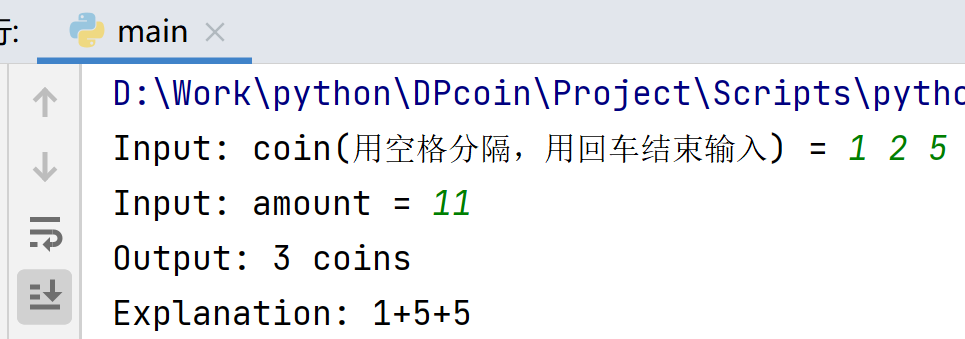 行: main
D:\Work\python\DPcoin\Project\Scripts\pytho
Input: coin(用空格分隔，用回车结束输入) = 1 2 5
Input: amount = 11
Output: 3 coins
Explanation: 1+5+5